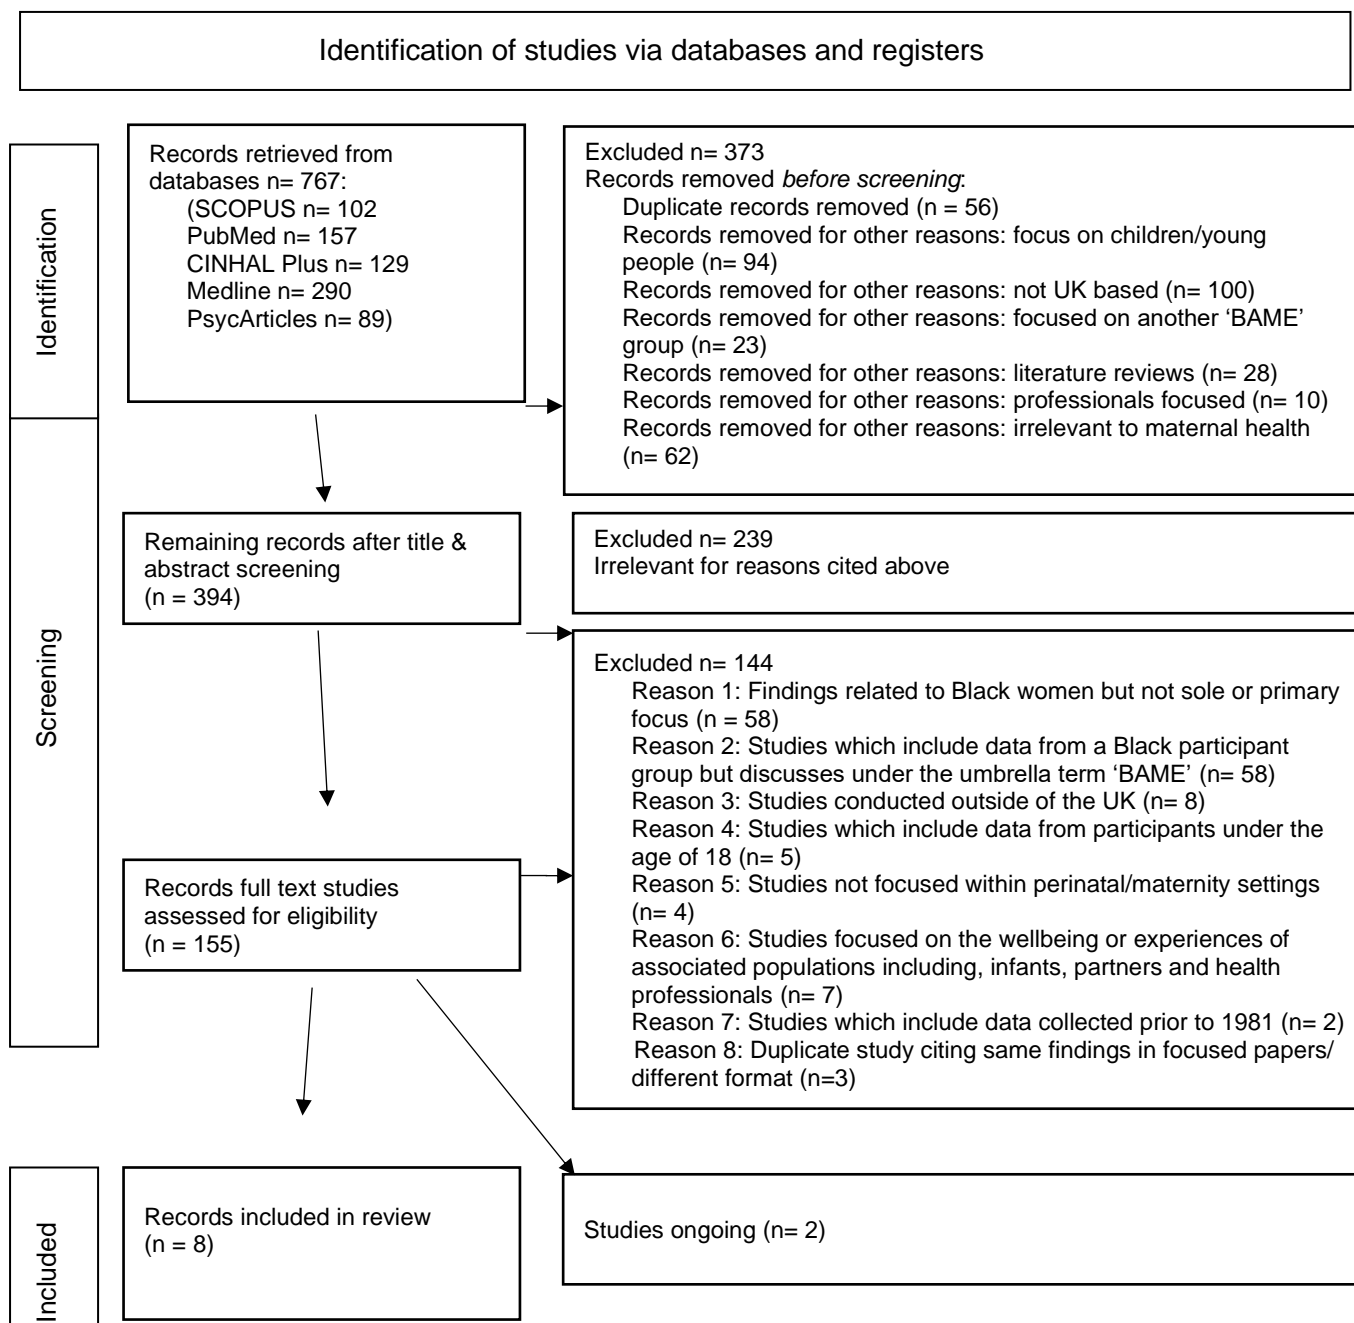 Identification of studies via databases and registers
Identification
Records retrieved from
databases n= 767:
(SCOPUS n= 102
PubMed n= 157
CINHAL Plus n= 129
Medline n= 290
PsycArticles n= 89)
Excluded n= 373
Records removed before screening:
Duplicate records removed (n = 56)
Records removed for other reasons: focus on children/young
people (n= 94)
Records removed for other reasons: not UK based (n= 100)
Records removed for other reasons: focused on another ‘BAME’
group (n= 23)
Records removed for other reasons: literature reviews (n= 28)
Records removed for other reasons: professionals focused (n= 10)
Records removed for other reasons: irrelevant to maternal health
(n= 62)
Screening
Remaining records after title &
abstract screening
(n = 394)
Excluded n= 239
Irrelevant for reasons cited above
Records full text studies
assessed for eligibility
(n = 155)
Excluded n= 144
Reason 1: Findings related to Black women but not sole or primary
focus (n = 58)
Reason 2: Studies which include data from a Black participant
group but discusses under the umbrella term ‘BAME’ (n= 58)
Reason 3: Studies conducted outside of the UK (n= 8)
Reason 4: Studies which include data from participants under the
age of 18 (n= 5)
Reason 5: Studies not focused within perinatal/maternity settings
(n= 4)
Reason 6: Studies focused on the wellbeing or experiences of
associated populations including, infants, partners and health
professionals (n= 7)
Reason 7: Studies which include data collected prior to 1981 (n= 2)
Reason 8: Duplicate study citing same findings in focused papers/
different format (n=3)
Included
Records included in review
(n = 8)
Studies ongoing (n= 2)